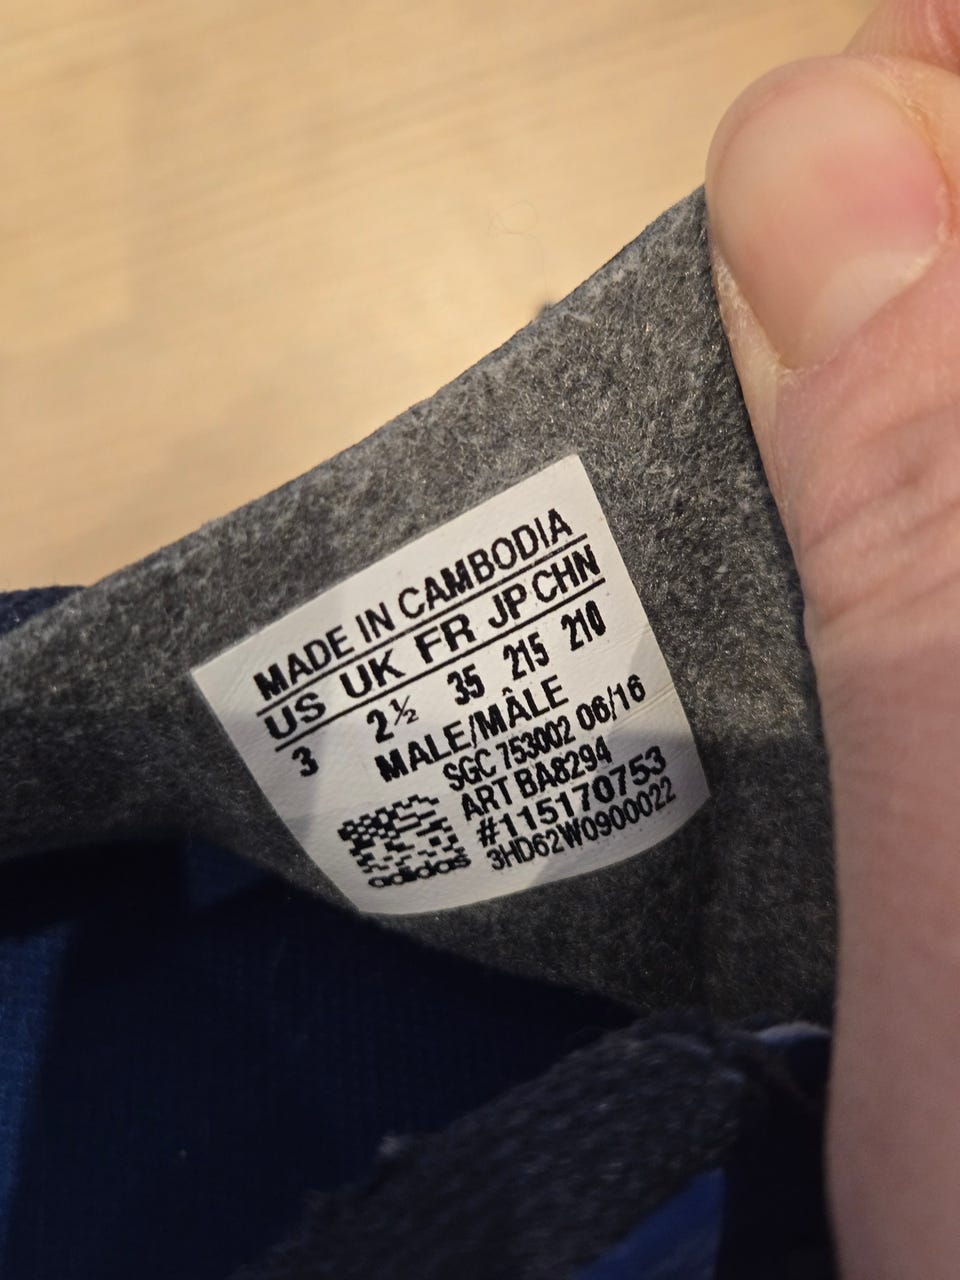 MADE IN CAMBODIA
US UK FR JP CHN
3 2½ 35 215 210
MALE/MÂLE
SGC 753002 06/16
ART BA8294
#115170753
3HD62W0900022
adidas